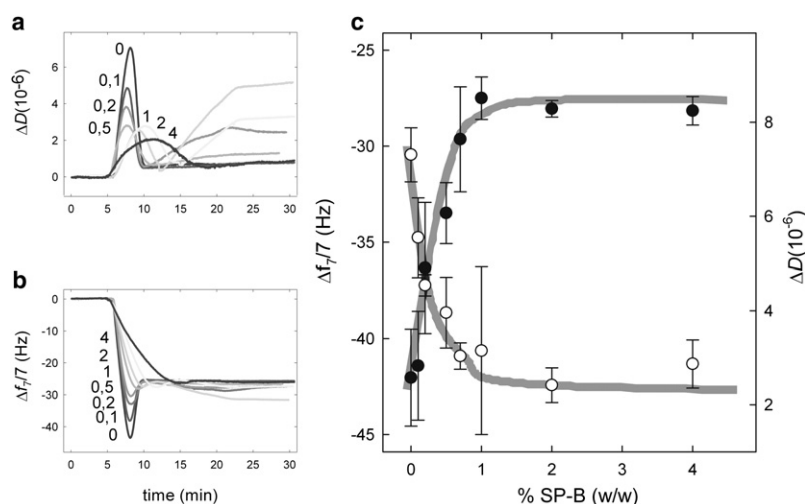 a
ΔD(10⁻⁶)
6
4
2
0
0
0,1
0,2
0,5
1
2
4
0 5 10 15 20 25 30
b
Δf₇/7 (Hz)
0
-10
-20
-30
-40
-50
4
2
1
0,5
0,2
0,1
0
0 5 10 15 20 25 30
time (min)
c
Δf₇/7 (Hz)
-25
-30
-35
-40
-45
ΔD(10⁻⁶)
8
6
4
2
0 1 2 3 4
% SP-B (w/w)